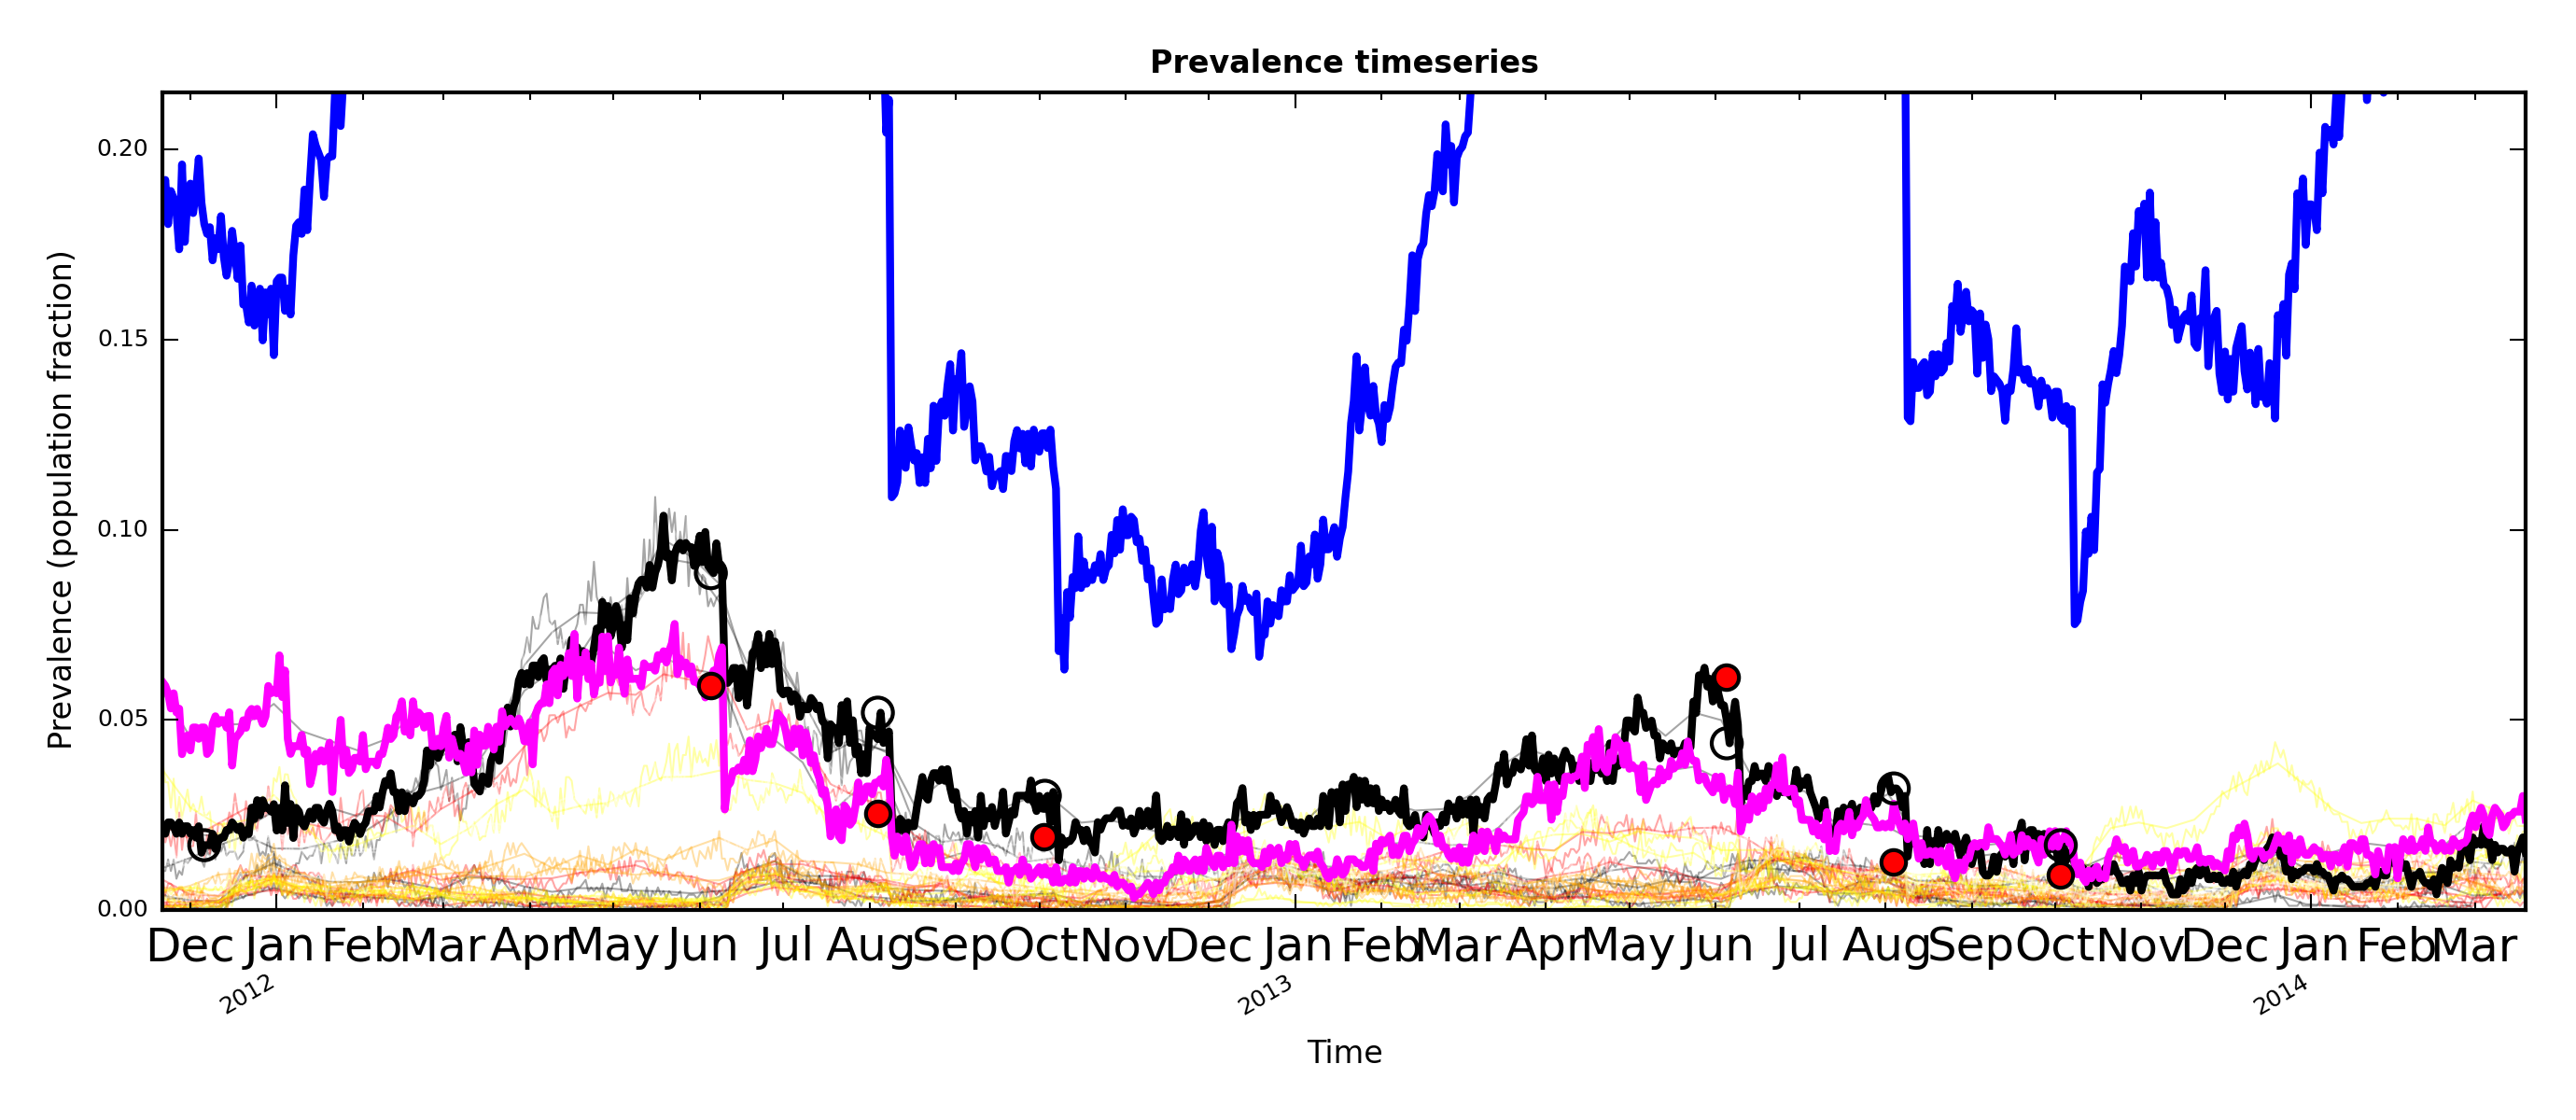 Prevalence timeseries
Prevalence (population fraction)
0.20
0.15
0.10
0.05
0.00
Dec Jan Feb Mar Apr May Jun Jul Aug Sep Oct Nov Dec Jan Feb Mar Apr May Jun Jul Aug Sep Oct Nov Dec Jan Feb Mar
2012 2013 2014
Time